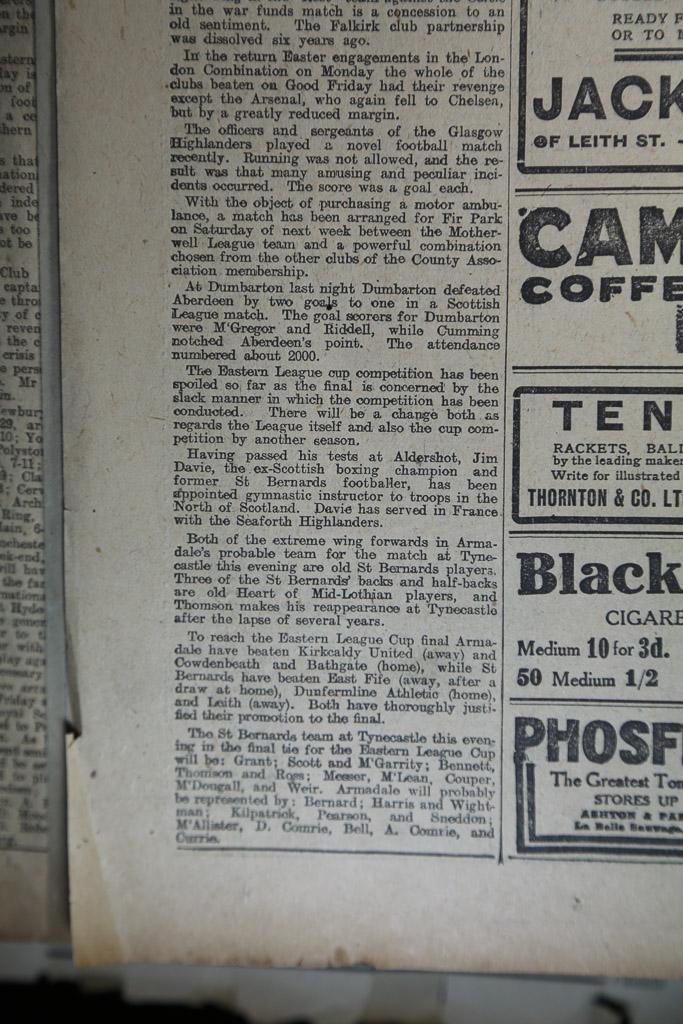 in the war funds match is a concession to an
old sentiment. The Falkirk club partnership
was dissolved six years ago.
In the return Easter engagements in the Lon-
don Combination on Monday the whole of the
clubs beaten on Good Friday had their revenge
except the Arsenal, who again fell to Chelsea,
but by a greatly reduced margin.
The officers and sergeants of the Glasgow
Highlanders played a novel football match
recently. Running was not allowed, and the re-
sult was that many amusing and peculiar inci-
dents occurred. The score was a goal each.
With the object of purchasing a motor ambu-
lance, a match has been arranged for Fir Park
on Saturday of next week between the Mother-
well League team and a powerful combination
chosen from the other clubs of the County Asso-
ciation membership.
At Dumbarton last night Dumbarton defeated
Aberdeen by two goals to one in a Scottish
League match. The goal scorers for Dumbarton
were M'Gregor and Riddell, while Cumming
notched Aberdeen's point. The attendance
numbered about 2000.
The Eastern League cup competition has been
spoiled so far as the final is concerned by the
slack manner in which the competition has been
conducted. There will be a change both as
regards the League itself and also the cup com-
petition by another season.
Having passed his tests at Aldershot, Jim
Davie, the ex-Scottish boxing champion and
former St Bernards footballer, has been
appointed gymnastic instructor to troops in the
North of Scotland. Davie has served in France
with the Seaforth Highlanders.
Both of the extreme wing forwards in Arma-
dale's probable team for the match at Tyne-
castle this evening are old St Bernards players.
Three of the St Bernards' backs and half-backs
are old Heart of Mid-Lothian players, and
Thomson makes his reappearance at Tynecastle
after the lapse of several years.
To reach the Eastern League Cup final Arma-
dale have beaten Kirkcaldy United (away) and
Cowdenbeath and Bathgate (home), while St
Bernards have beaten East Fife (away, after a
draw at home), Dunfermline Athletic (home),
and Leith (away). Both have thoroughly justi-
fied their promotion to the final.
The St Bernards team at Tynecastle this even-
ing in the final tie for the Eastern League Cup
will be: Grant; Scott and M'Garrity; Bennett,
Thomson and Ross; Mercer, M'Lean, Couper,
M'Dougall, and Weir. Armadale will probably
be represented by: Bernard; Harris and Wight-
man; Kilpatrick, Pearson, and Sneddon;
M'Allister, D. Comrie, Bell, A. Comrie, and
Currie.
READY F
OR TO
JACK
OF LEITH ST. -
CAM
COFFE
TEN
RACKETS, BALL
by the leading maker
Write for illustrated
THORNTON & CO. LT
Black
CIGARE
Medium 10 for 3d.
50 Medium 1/2
PHOSF
The Greatest Ton
STORES UP
ASHTON & PAR
La Belle Sauvage,